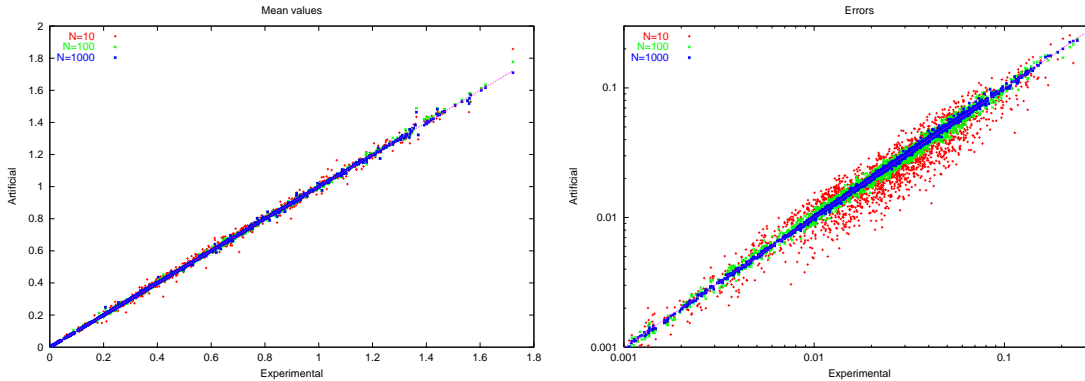 Mean values
N=10
N=100
N=1000
2
1.8
1.6
1.4
1.2
1
0.8
0.6
0.4
0.2
0
Artificial
0 0.2 0.4 0.6 0.8 1 1.2 1.4 1.6 1.8
Experimental
Errors
N=10
N=100
N=1000
0.1
0.01
0.001
Artificial
0.001 0.01 0.1
Experimental